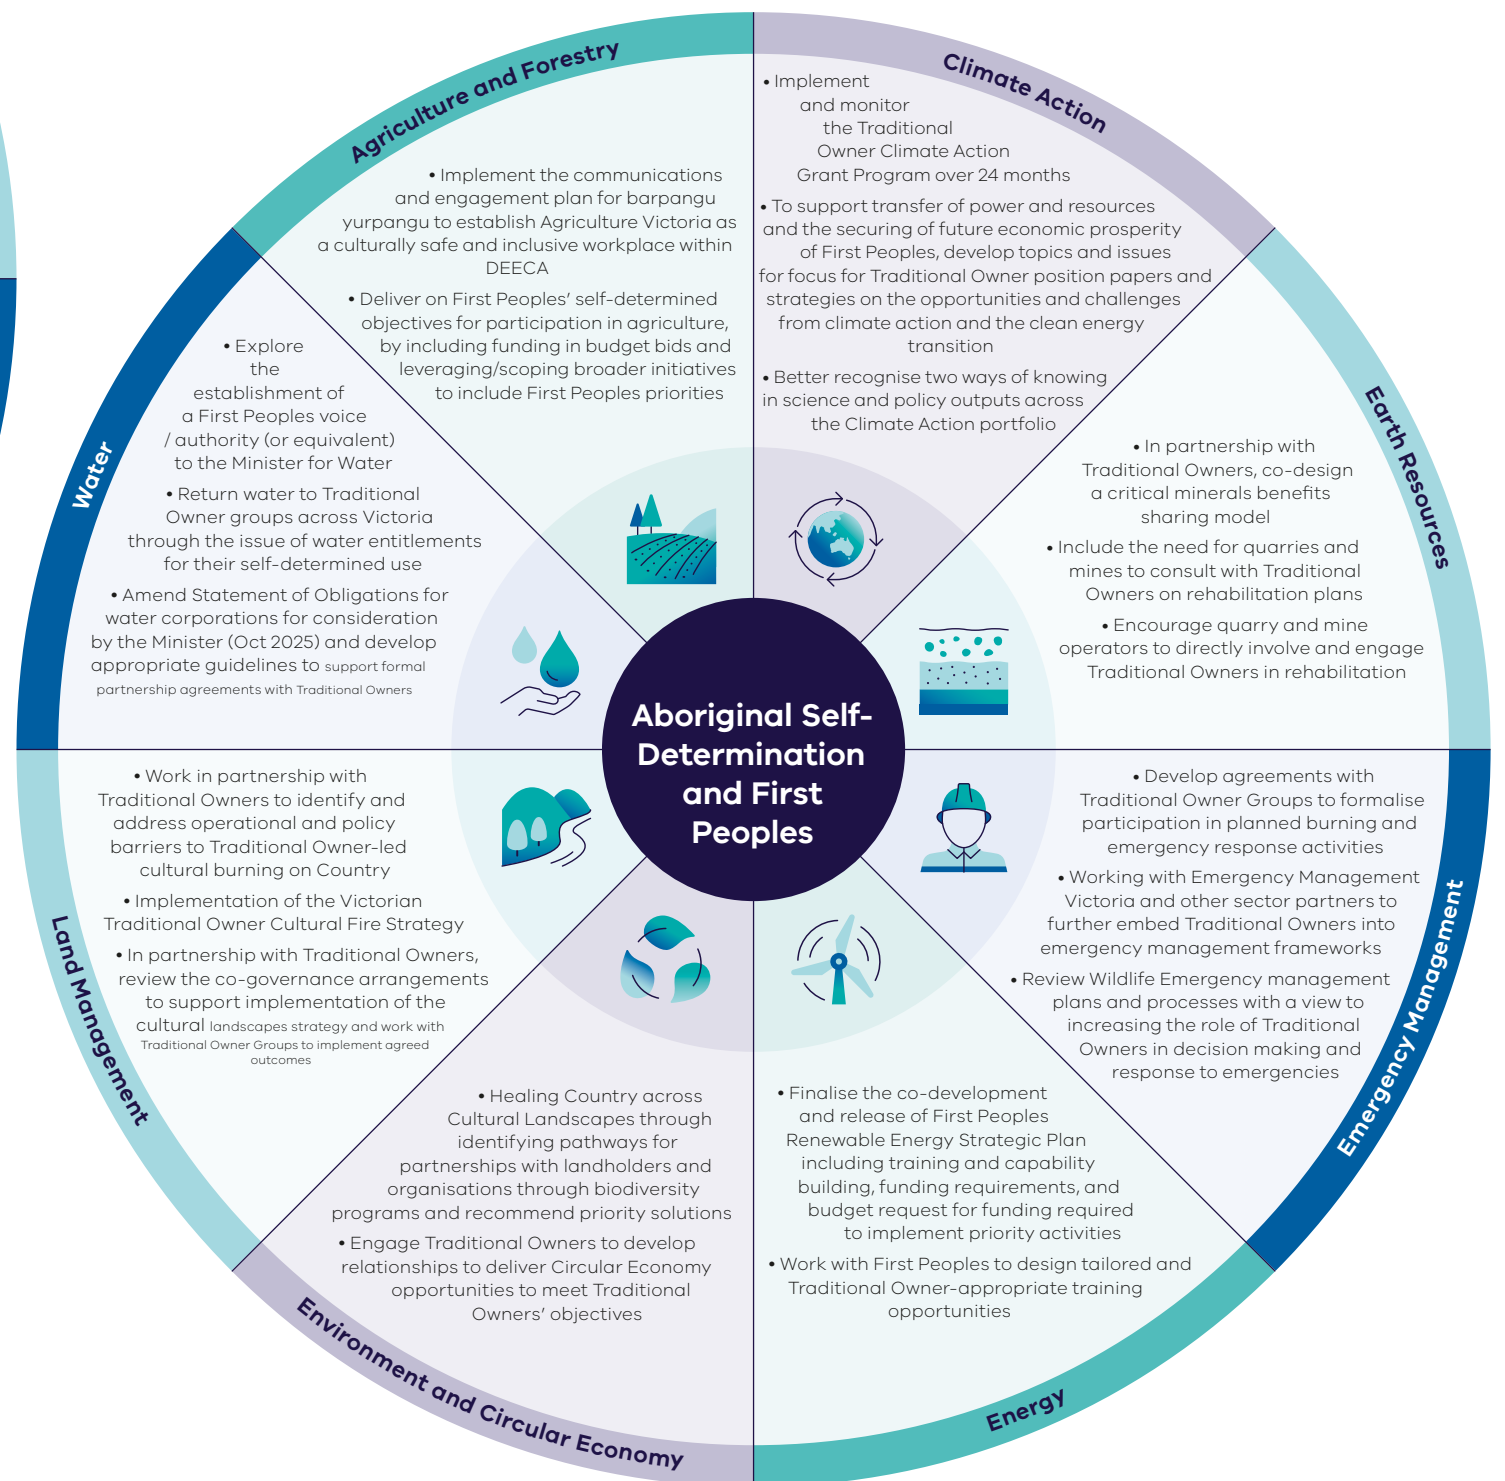 Agriculture and Forestry
• Implement the communications
and engagement plan for barpangu
yurpangu to establish Agriculture Victoria as
a culturally safe and inclusive workplace within
DEECA
• Deliver on First Peoples’ self-determined
objectives for participation in agriculture,
by including funding in budget bids and
leveraging/scoping broader initiatives
to include First Peoples priorities
Climate Action
• Implement
and monitor
the Traditional
Owner Climate Action
Grant Program over 24 months
• To support transfer of power and resources
and the securing of future economic prosperity
of First Peoples, develop topics and issues
for focus for Traditional Owner position papers and
strategies on the opportunities and challenges
from climate action and the clean energy
transition
• Better recognise two ways of knowing
in science and policy outputs across
the Climate Action portfolio
Earth Resources
• In partnership with
Traditional Owners, co-design
a critical minerals benefits
sharing model
• Include the need for quarries and
mines to consult with Traditional
Owners on rehabilitation plans
• Encourage quarry and mine
operators to directly involve and engage
Traditional Owners in rehabilitation
Emergency Management
• Develop agreements with
Traditional Owner Groups to formalise
participation in planned burning and
emergency response activities
• Working with Emergency Management
Victoria and other sector partners to
further embed Traditional Owners into
emergency management frameworks
• Review Wildlife Emergency management
plans and processes with a view to
increasing the role of Traditional
Owners in decision making and
response to emergencies
Energy
• Finalise the co-development
and release of First Peoples
Renewable Energy Strategic Plan
including training and capability
building, funding requirements, and
budget request for funding required
to implement priority activities
• Work with First Peoples to design tailored and
Traditional Owner-appropriate training
opportunities
Environment and Circular Economy
• Healing Country across
Cultural Landscapes through
identifying pathways for
partnerships with landholders and
organisations through biodiversity
programs and recommend priority solutions
• Engage Traditional Owners to develop
relationships to deliver Circular Economy
opportunities to meet Traditional
Owners’ objectives
Land Management
• Work in partnership with
Traditional Owners to identify and
address operational and policy
barriers to Traditional Owner-led
cultural burning on Country
• Implementation of the Victorian
Traditional Owner Cultural Fire Strategy
• In partnership with Traditional Owners,
review the co-governance arrangements
to support implementation of the
cultural landscapes strategy and work with
Traditional Owner Groups to implement agreed
outcomes
Water
• Explore
the
establishment of
a First Peoples voice
/ authority (or equivalent)
to the Minister for Water
• Return water to Traditional
Owner groups across Victoria
through the issue of water entitlements
for their self-determined use
• Amend Statement of Obligations for
water corporations for consideration
by the Minister (Oct 2025) and develop
appropriate guidelines to support formal
partnership agreements with Traditional Owners
Aboriginal Self-
Determination
and First
Peoples